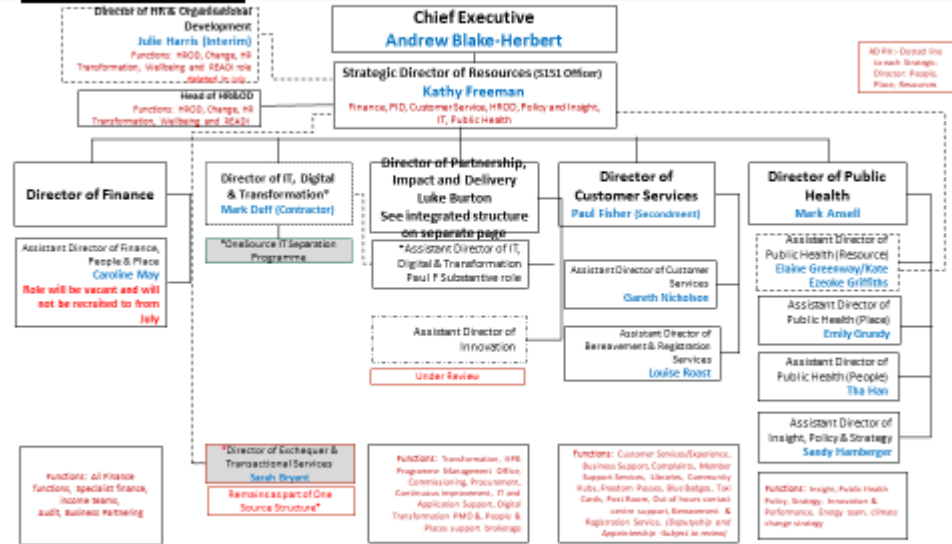 Director of HR & Organisational
Development
Julie Harris (Interim)
Functions: HROD, Change, HR
Transformation, Wellbeing and READI role
deleted in July
Head of HR&OD
Functions: HROD, Change, HR
Transformation, Wellbeing and READI
Chief Executive
Andrew Blake-Herbert
Strategic Director of Resources (S151 Officer)
Kathy Freeman
Finance, PID, Customer Service, HROD, Policy and Insight,
IT, Public Health
AD PH:- Dotted line
to each Strategic
Director: People,
Place, Resources
Director of Finance
Assistant Director of Finance,
People & Place
Caroline May
Role will be vacant and will
not be recruited to from
July
Director of IT, Digital
& Transformation*
Mark Duff (Contractor)
*OneSource IT Separation
Programme
Director of Partnership,
Impact and Delivery
Luke Burton
See integrated structure
on separate page
*Assistant Director of IT,
Digital & Transformation
Paul F Substantive role
Assistant Director of
Innovation
Under Review
Director of
Customer Services
Paul Fisher (Secondment)
Assistant Director of Customer
Services
Gareth Nicholson
Assistant Director of
Bereavement & Registration
Services
Louise Roast
Director of Public
Health
Mark Ansell
Assistant Director of
Public Health (Resource)
Elaine Greenway/Kate
Ezeoke Griffiths
Assistant Director of
Public Health (Place)
Emily Grundy
Assistant Director of
Public Health (People)
Tha Han
Assistant Director of
Insight, Policy & Strategy
Sandy Hamberger
Functions: All Finance
functions, specialist finance,
income teams,
audit, Business Partnering
*Director of Exchequer &
Transactional Services
Sarah Bryant
Remains as part of One
Source Structure*
Functions: Transformation,
Programme Management Office,
Commissioning, Procurement,
Continuous Improvement, IT and
Application Support, Digital
Transformation PMO &, People &
Places support brokerage
Functions: Customer Services/Experience,
Business Support, Complaints, Member
Support Services, Libraries, Community
Hubs, Freedom Passes, Blue Badges, Taxi
Cards, Post Room, Out of hours contact
centre support, Bereavement &
Registration Service, (Deputyship and
Appointeeship -Subject to review)
Functions: Insight, Public Health
Policy, Strategy, Innovation &
Performance, Energy team, climate
change strategy